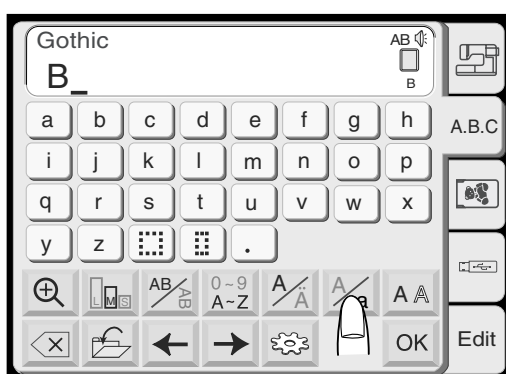 Gothic
AB
B_
B
a b c d e f g h
A.B.C
i j k l m n o p
q r s t u v w x
y z .
L M S
AB/AB
0~9
A~Z
A/Ä
A/a
A A
OK
Edit